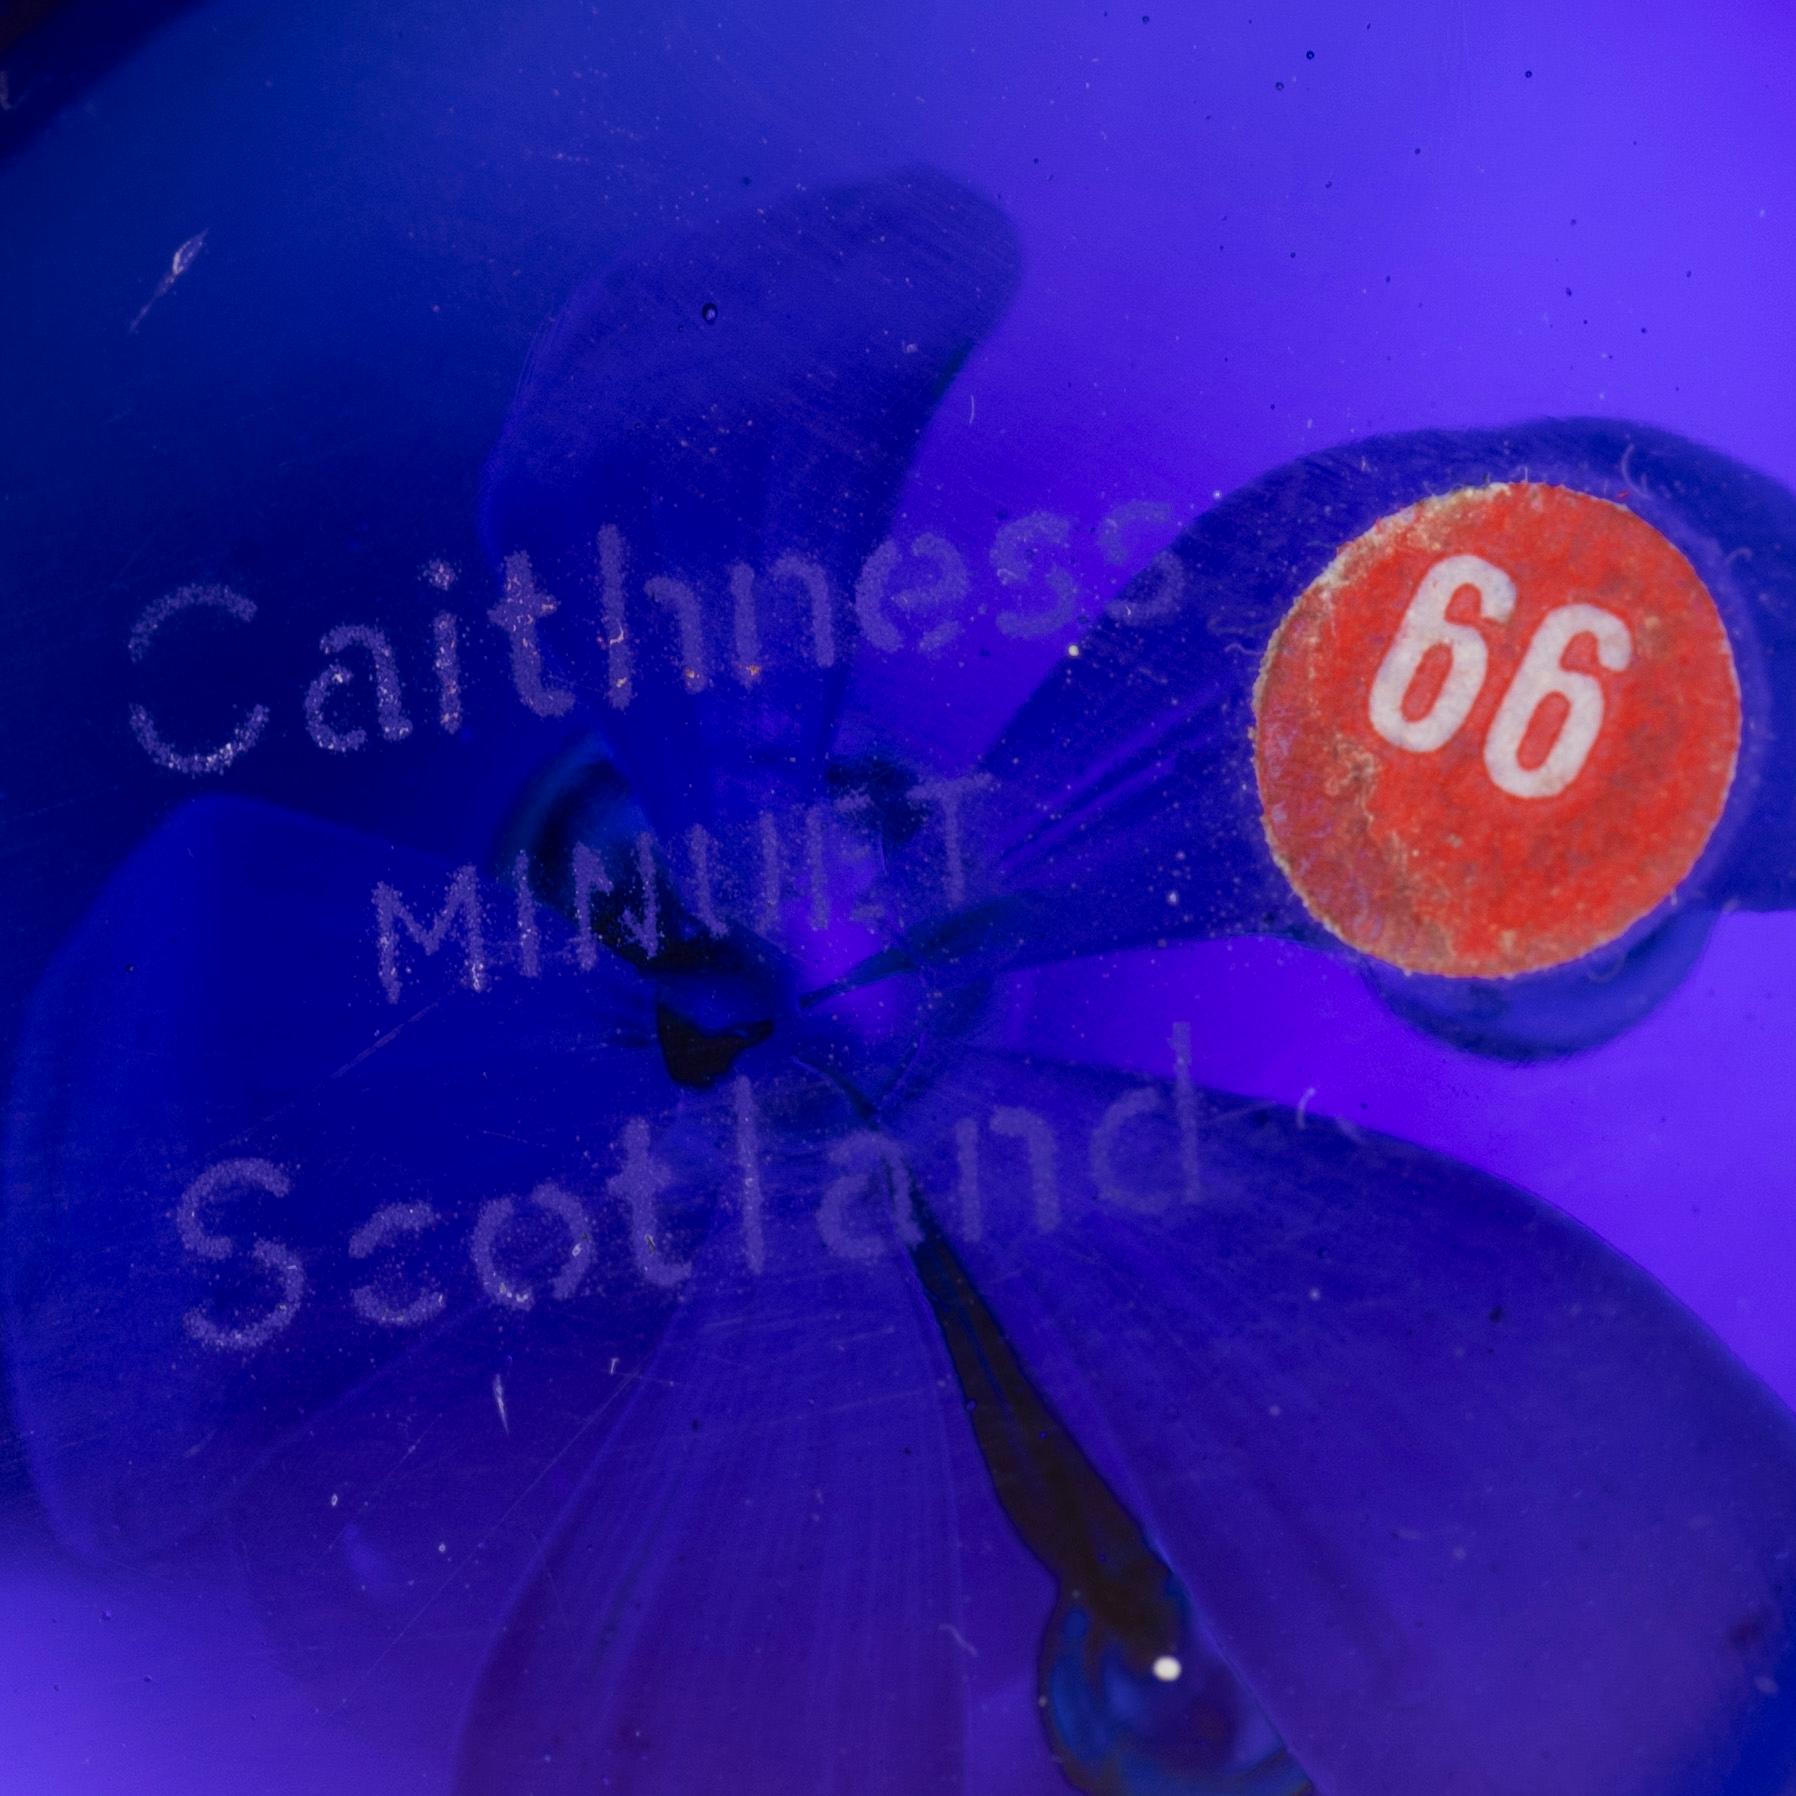 Caithness
66
MINUET
Scotland